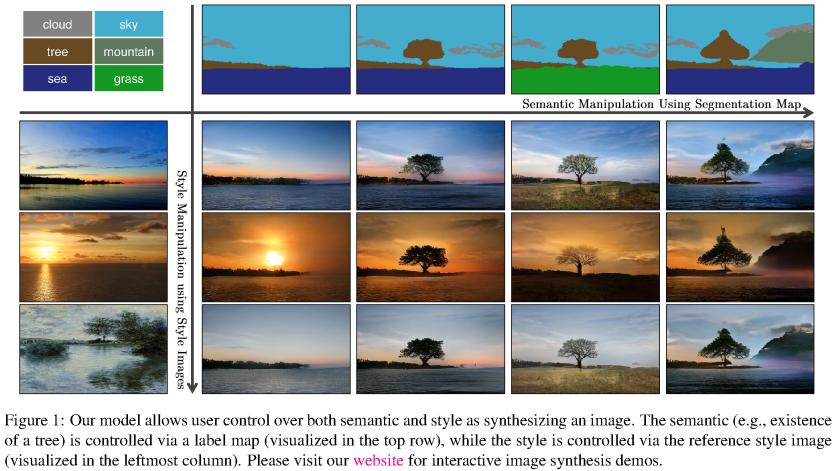 cloud sky
tree mountain
sea grass
Semantic Manipulation Using Segmentation Map
Style Manipulation using Style Images
Figure 1: Our model allows user control over both semantic and style as synthesizing an image. The semantic (e.g., existence
of a tree) is controlled via a label map (visualized in the top row), while the style is controlled via the reference style image
(visualized in the leftmost column). Please visit our website for interactive image synthesis demos.